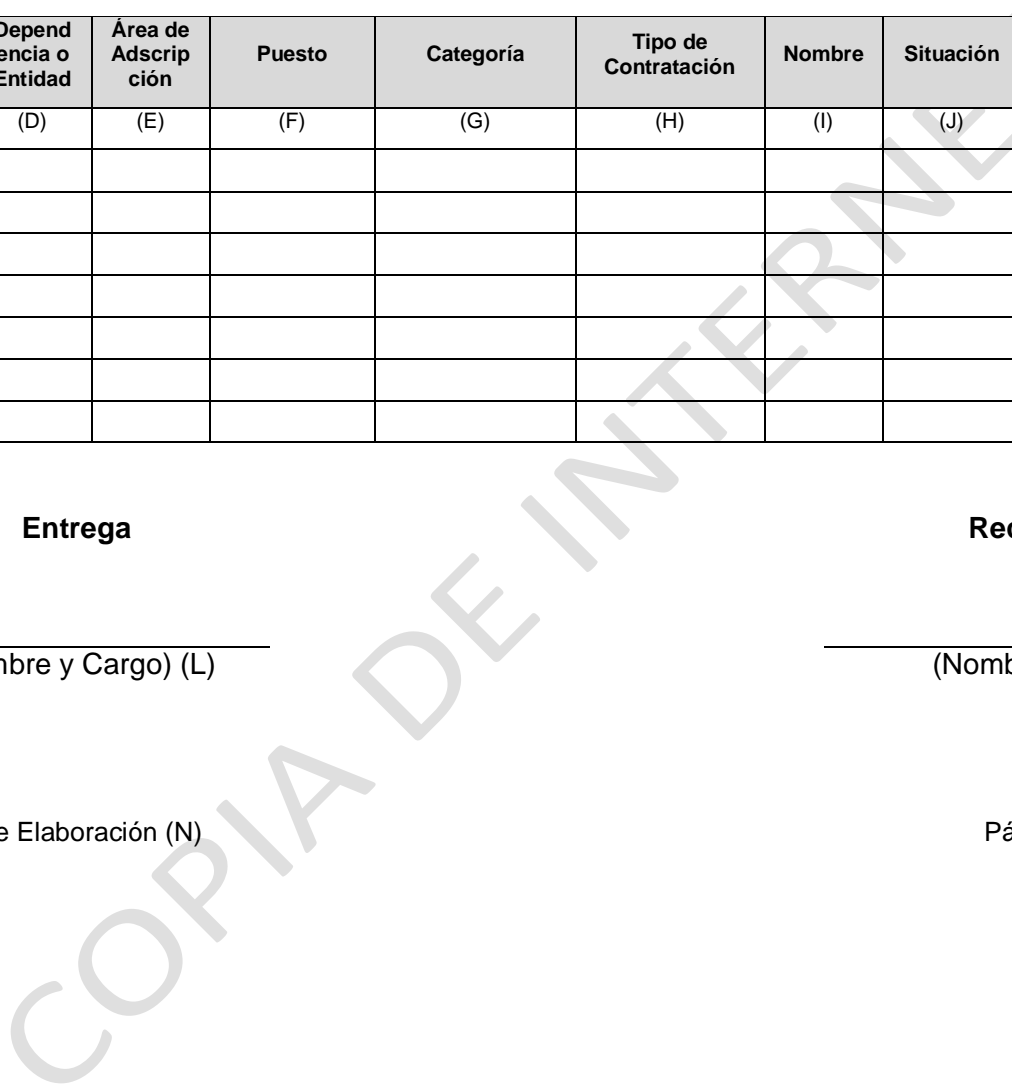 Depend
encia o
Entidad
Área de
Adscrip
ción
Puesto
Categoría
Tipo de
Contratación
Nombre
Situación
(D) (E) (F) (G) (H) (I) (J)
Entrega
Rec
mbre y Cargo) (L)
(Nomb
e Elaboración (N)
Pá
COPIA DE INTERNE